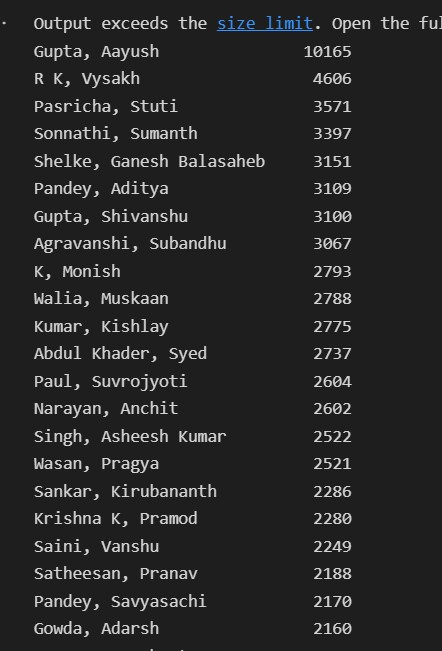 Output exceeds the size limit. Open the ful
Gupta, Aayush 10165
R K, Vysakh 4606
Pasricha, Stuti 3571
Sonnathi, Sumanth 3397
Shelke, Ganesh Balasaheb 3151
Pandey, Aditya 3109
Gupta, Shivanshu 3100
Agravanshi, Subandhu 3067
K, Monish 2793
Walia, Muskaan 2788
Kumar, Kishlay 2775
Abdul Khader, Syed 2737
Paul, Suvrojyoti 2604
Narayan, Anchit 2602
Singh, Asheesh Kumar 2522
Wasan, Pragya 2521
Sankar, Kirubananth 2286
Krishna K, Pramod 2280
Saini, Vanshu 2249
Satheesan, Pranav 2188
Pandey, Savyasachi 2170
Gowda, Adarsh 2160